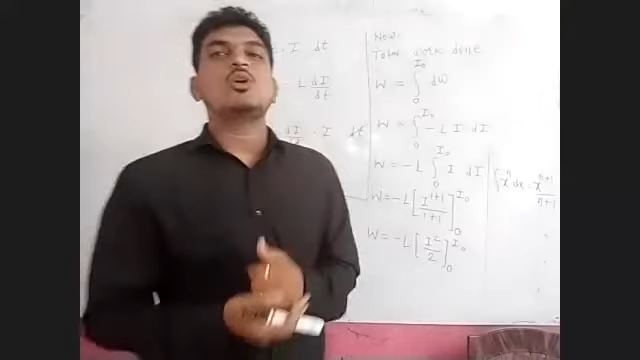 . I dt
- L dI/dt
dI/dt . I dt
Now,
Total work done
W = ∫₀^I₀ dW
W = ∫₀^I₀ - L I dI
W = -L ∫₀^I₀ I dI
W = -L [I^1+1/1+1]₀^I₀
W = -L [I²/2]₀^I₀
∫xⁿ dx = x^n+1/n+1